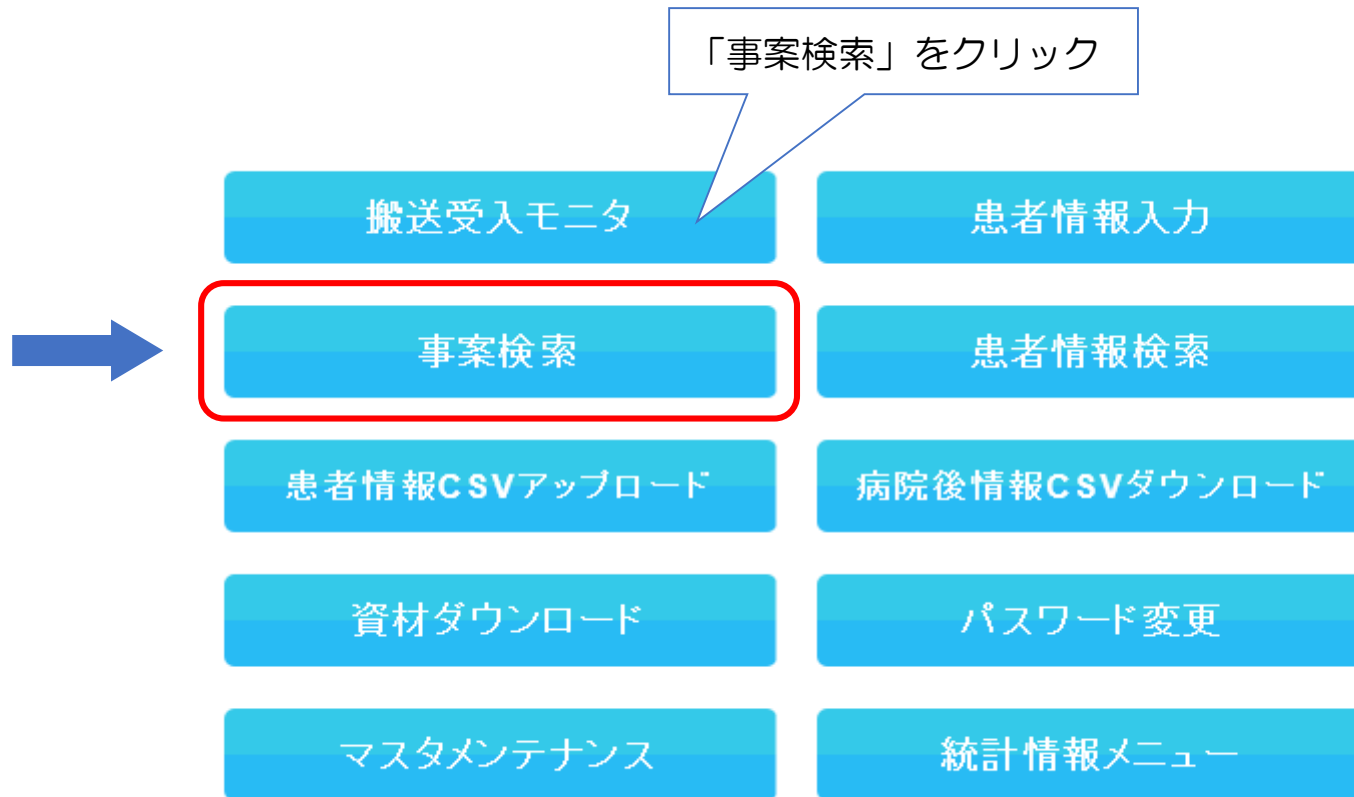 「事案検索」をクリック
搬送受入モニタ
患者情報入力
事案検索
患者情報検索
患者情報CSVアップロード
病院後情報CSVダウンロード
資材ダウンロード
パスワード変更
マスタメンテナンス
統計情報メニュー